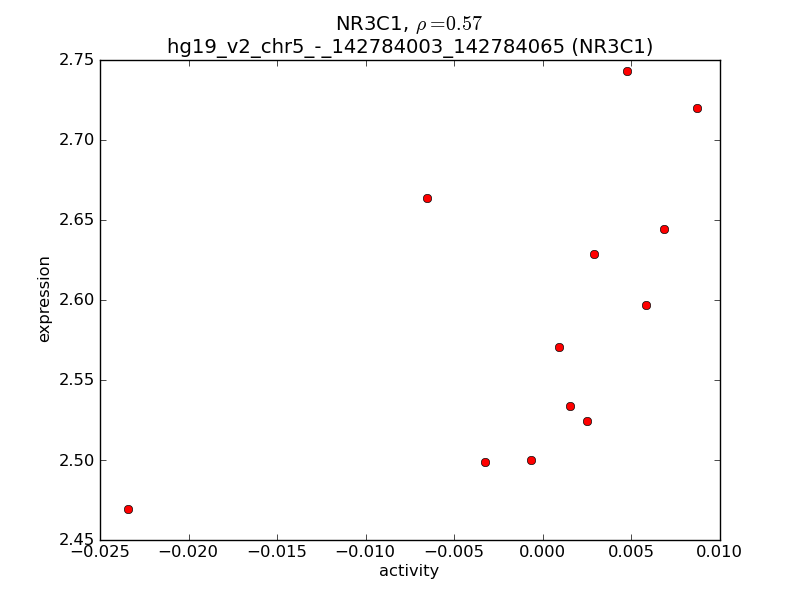 NR3C1, ρ=0.57
hg19_v2_chr5_-_142784003_142784065 (NR3C1)
2.75
2.70
2.65
2.60
2.55
2.50
2.45
expression
−0.025 −0.020 −0.015 −0.010 −0.005 0.000 0.005 0.010
activity